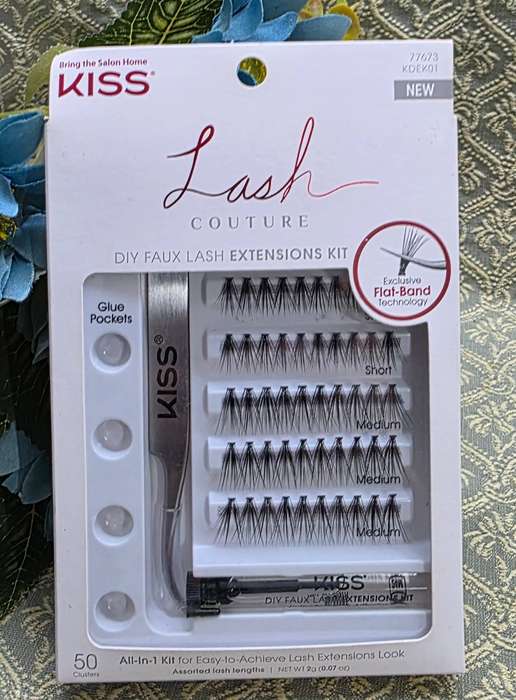 Bring the Salon Home
KISS®
77673
KDEK01
NEW
Lash
COUTURE
DIY FAUX LASH EXTENSIONS KIT
Exclusive
Flat-Band
Technology
Glue
Pockets
KISS®
Short
Medium
Medium
Medium
KISS
DIY FAUX LASH EXTENSIONS KIT
50
Clusters
All-In-1 Kit for Easy-to-Achieve Lash Extensions Look
Assorted lash lengths | NET WT 2g (0.07 oz)